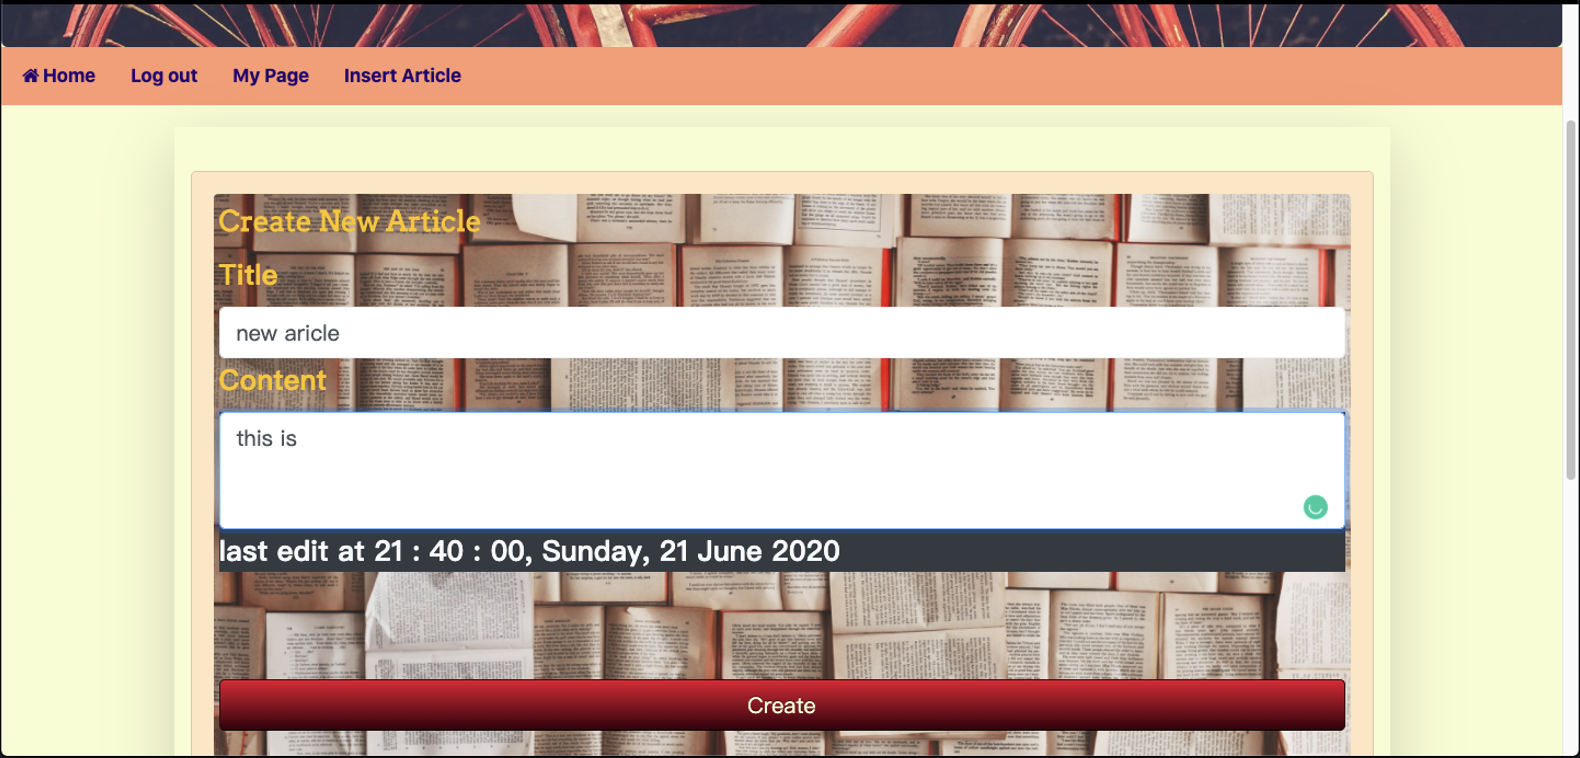 Home Log out My Page Insert Article
Create New Article
Title
new aricle
Content
this is
last edit at 21 : 40 : 00, Sunday, 21 June 2020
Create